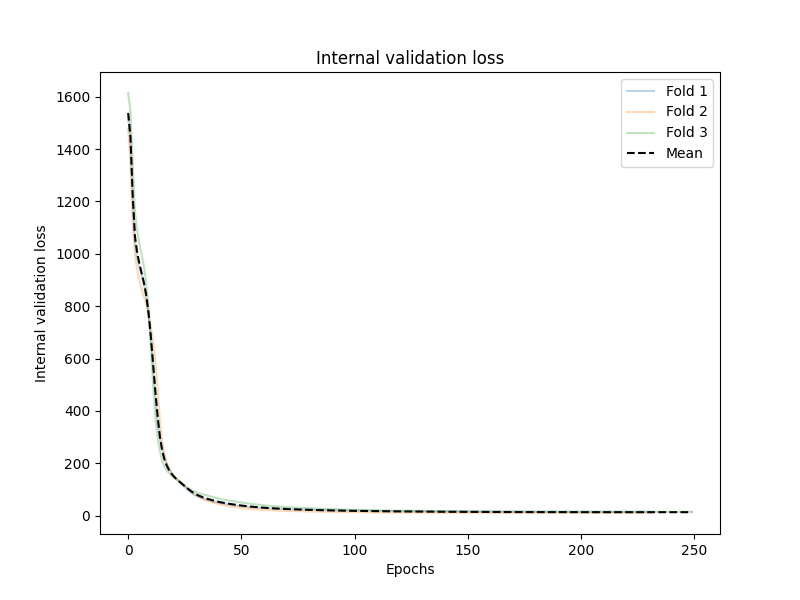 Internal validation loss
Fold 1
Fold 2
Fold 3
Mean
Internal validation loss
1600
1400
1200
1000
800
600
400
200
0
0 50 100 150 200 250
Epochs